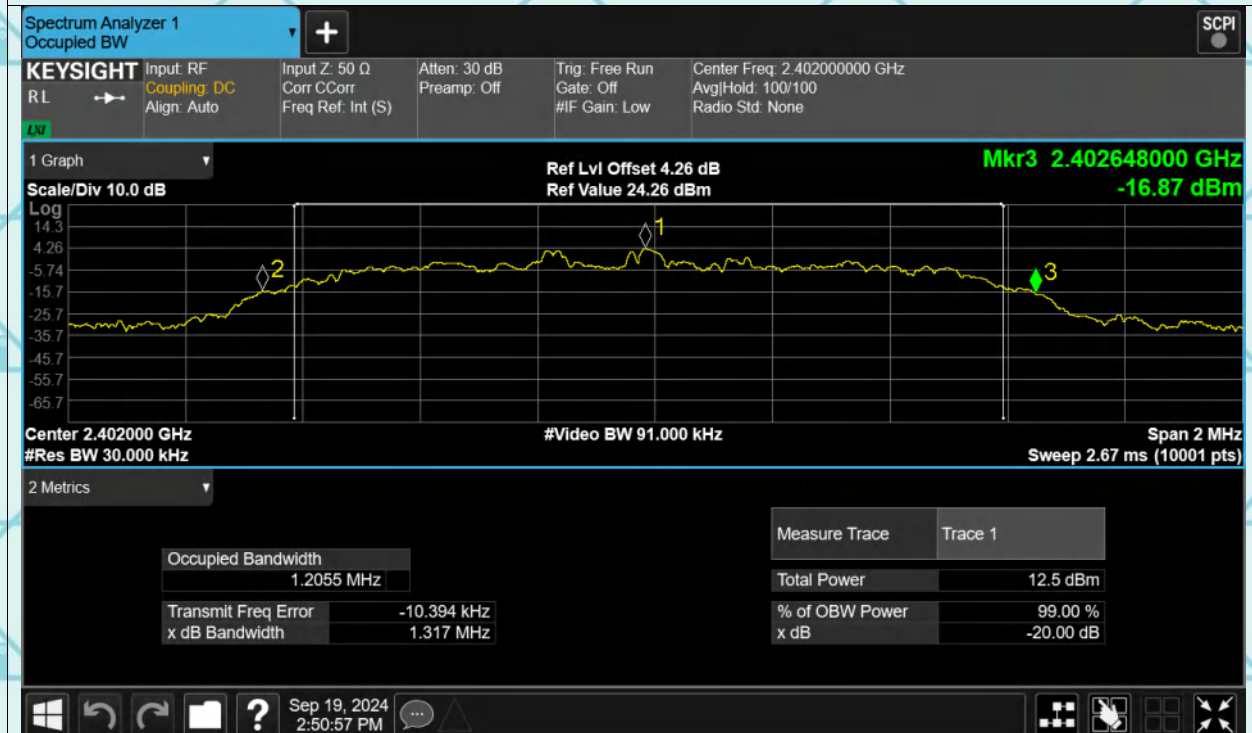 Spectrum Analyzer 1
Occupied BW
+
SCPI
KEYSIGHT
RL
LXI
Input: RF
Coupling: DC
Align: Auto
Input Z: 50 Ω
Corr CCorr
Freq Ref: Int (S)
Atten: 30 dB
Preamp: Off
Trig: Free Run
Gate: Off
#IF Gain: Low
Center Freq: 2.402000000 GHz
Avg|Hold: 100/100
Radio Std: None
1 Graph
Scale/Div 10.0 dB
Ref Lvl Offset 4.26 dB
Ref Value 24.26 dBm
Mkr3 2.402648000 GHz
-16.87 dBm
Log
14.3
4.26
-5.74
-15.7
-25.7
-35.7
-45.7
-55.7
-65.7
1
2
3
Center 2.402000 GHz
#Res BW 30.000 kHz
#Video BW 91.000 kHz
Span 2 MHz
Sweep 2.67 ms (10001 pts)
2 Metrics
Occupied Bandwidth
1.2055 MHz
Transmit Freq Error -10.394 kHz
x dB Bandwidth 1.317 MHz
Measure Trace Trace 1
Total Power 12.5 dBm
% of OBW Power 99.00 %
x dB -20.00 dB
?
Sep 19, 2024
2:50:57 PM